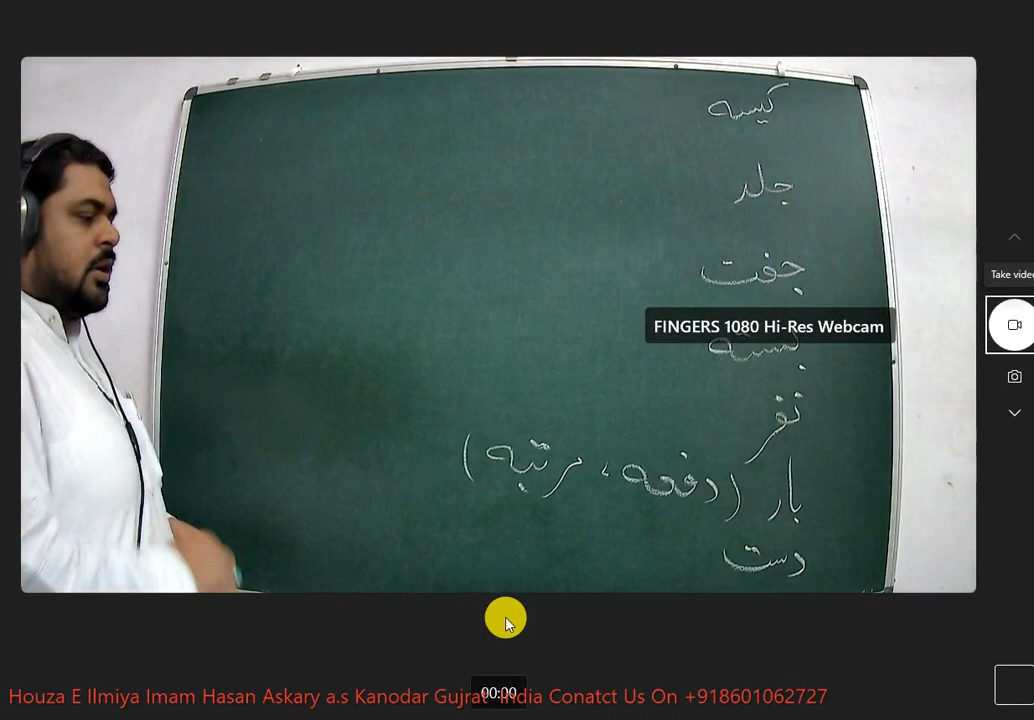 کیسه
جلد
Take video
جفت
FINGERS 1080 Hi-Res Webcam
نفر
بار (دفعه، مرتبه)
دست
00:00
Houza E Ilmiya Imam Hasan Askary a.s Kanodar Gujrat India Conatct Us On +918601062727